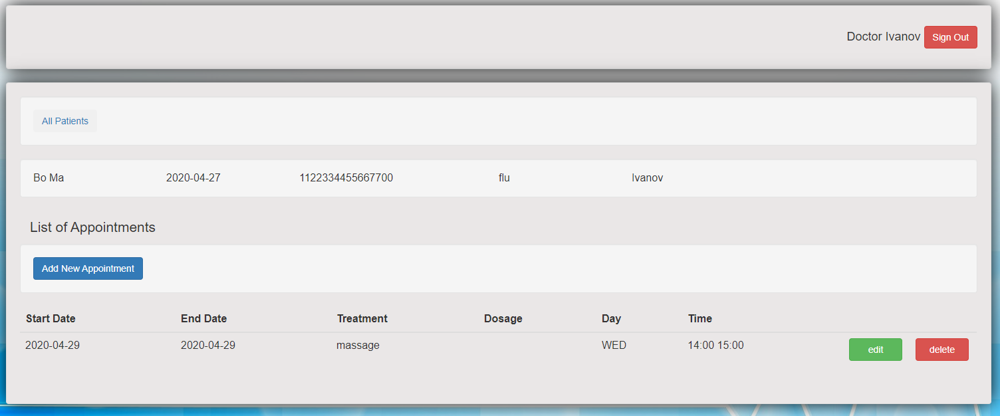 Doctor Ivanov Sign Out
All Patients
Bo Ma 2020-04-27 1122334455667700 flu Ivanov
List of Appointments
Add New Appointment
Start Date End Date Treatment Dosage Day Time
2020-04-29 2020-04-29 massage WED 14:00 15:00 edit delete